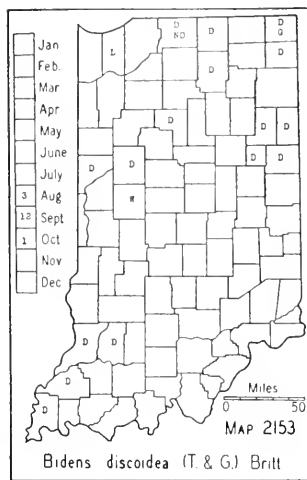 Jan
Feb.
Mar
Apr
May
June
July
3 Aug
12 Sept
1 Oct
Nov
Dec
D D D
L ND G
D D
D D D
D D D D
W
D D
D
D
Miles
0 50
MAP 2153
Bidens discoidea (T. & G.) Britt